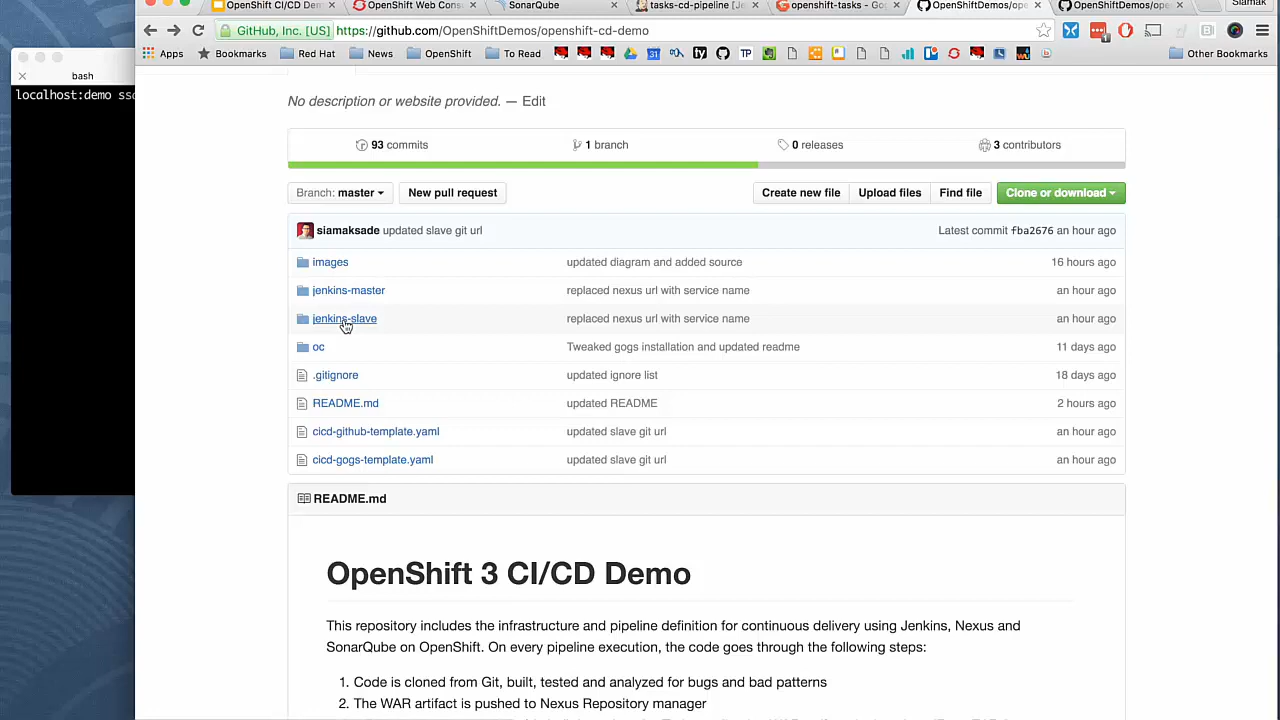 OpenShift CI/CD Dem
OpenShift Web Cons
SonarQube
tasks-cd-pipeline [Je
openshift-tasks - Go
OpenShiftDemos/ope
OpenShiftDemos/op
Siamak
GitHub, Inc. [US] https://github.com/OpenShiftDemos/openshift-cd-demo
Apps Bookmarks Red Hat News OpenShift To Read Other Bookmarks
bash
localhost:demo ss
No description or website provided. — Edit
93 commits
1 branch
0 releases
3 contributors
Branch: master New pull request Create new file Upload files Find file Clone or download
siamaksade updated slave git url Latest commit fba2676 an hour ago
images updated diagram and added source 16 hours ago
jenkins-master replaced nexus url with service name an hour ago
jenkins-slave replaced nexus url with service name an hour ago
oc Tweaked gogs installation and updated readme 11 days ago
.gitignore updated ignore list 18 days ago
README.md updated README 2 hours ago
cicd-github-template.yaml updated slave git url an hour ago
cicd-gogs-template.yaml updated slave git url an hour ago
README.md
OpenShift 3 CI/CD Demo
This repository includes the infrastructure and pipeline definition for continuous delivery using Jenkins, Nexus and
SonarQube on OpenShift. On every pipeline execution, the code goes through the following steps:
1. Code is cloned from Git, built, tested and analyzed for bugs and bad patterns
2. The WAR artifact is pushed to Nexus Repository manager